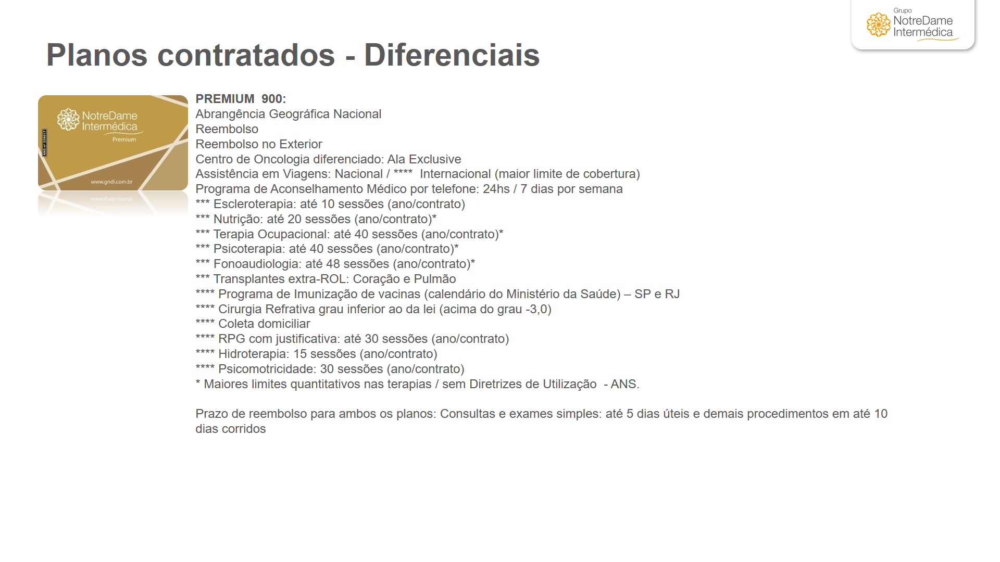 Grupo
NotreDame
Intermédica
Planos contratados - Diferenciais
NotreDame
Intermédica
Premium
ANS nº 359017
www.gndi.com.br
PREMIUM  900:
Abrangência Geográfica Nacional
Reembolso
Reembolso no Exterior
Centro de Oncologia diferenciado: Ala Exclusive
Assistência em Viagens: Nacional / ****  Internacional (maior limite de cobertura)
Programa de Aconselhamento Médico por telefone: 24hs / 7 dias por semana
*** Escleroterapia: até 10 sessões (ano/contrato)
*** Nutrição: até 20 sessões (ano/contrato)*
*** Terapia Ocupacional: até 40 sessões (ano/contrato)*
*** Psicoterapia: até 40 sessões (ano/contrato)*
*** Fonoaudiologia: até 48 sessões (ano/contrato)*
*** Transplantes extra-ROL: Coração e Pulmão
**** Programa de Imunização de vacinas (calendário do Ministério da Saúde) – SP e RJ
**** Cirurgia Refrativa grau inferior ao da lei (acima do grau -3,0)
**** Coleta domiciliar
**** RPG com justificativa: até 30 sessões (ano/contrato)
**** Hidroterapia: 15 sessões (ano/contrato)
**** Psicomotricidade: 30 sessões (ano/contrato)
* Maiores limites quantitativos nas terapias / sem Diretrizes de Utilização  - ANS.
Prazo de reembolso para ambos os planos: Consultas e exames simples: até 5 dias úteis e demais procedimentos em até 10
dias corridos